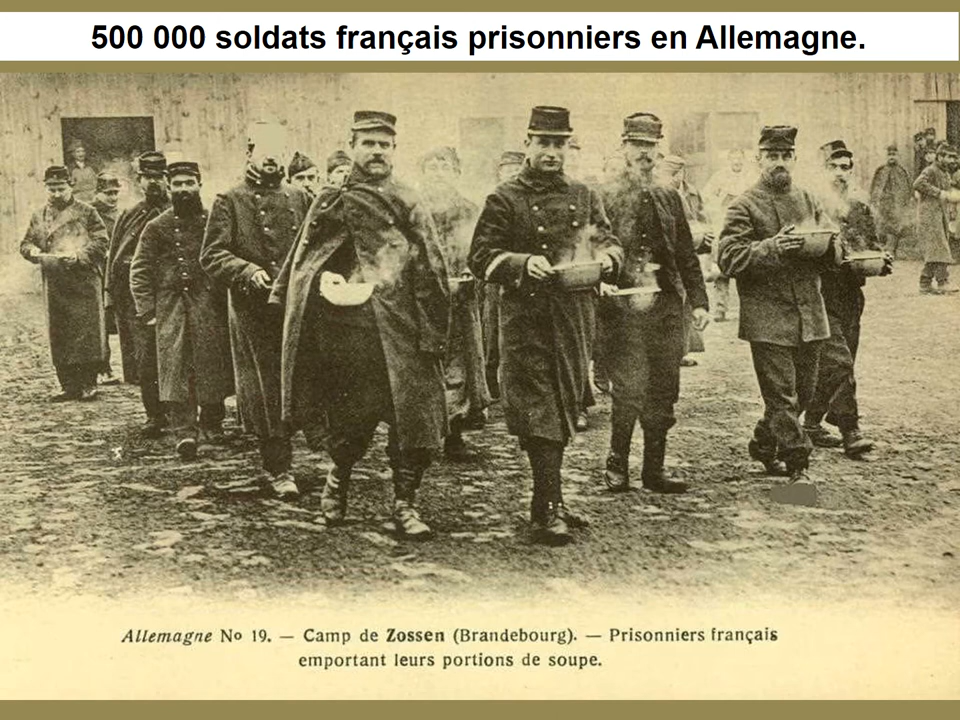 500 000 soldats français prisonniers en Allemagne.
Allemagne No 19. — Camp de Zossen (Brandebourg). — Prisonniers français
emportant leurs portions de soupe.